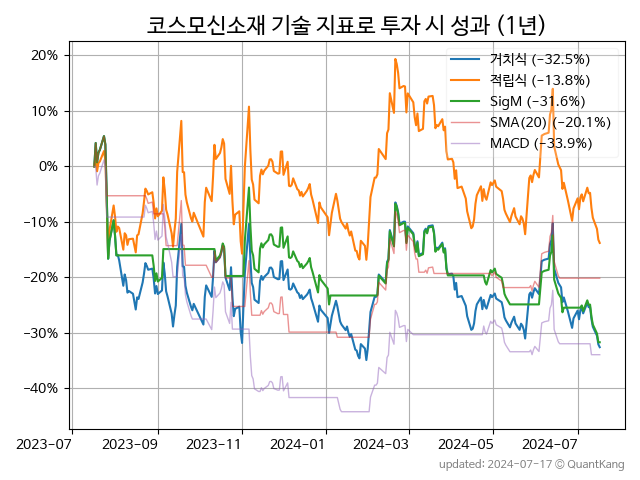 코스모신소재 기술 지표로 투자 시 성과 (1년)
거치식 (−32.5%)
적립식 (−13.8%)
SigM (−31.6%)
SMA(20) (−20.1%)
MACD (−33.9%)
20%
10%
0%
−10%
−20%
−30%
−40%
2023-07 2023-09 2023-11 2024-01 2024-03 2024-05 2024-07
updated: 2024-07-17 © QuantKang